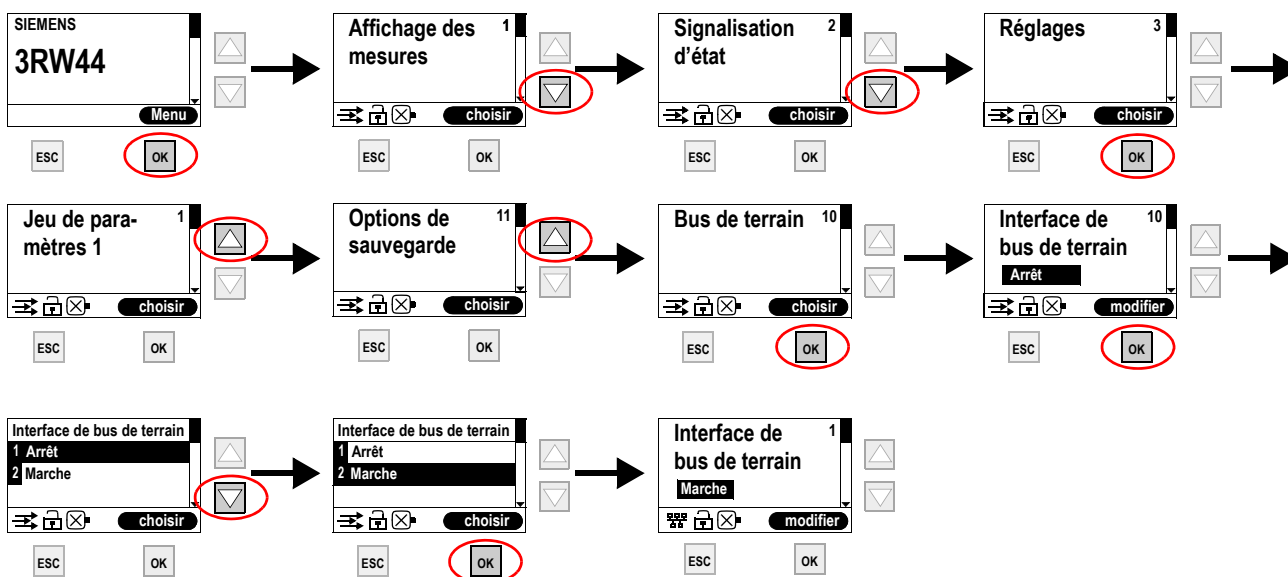 SIEMENS
3RW44
Menu
ESC OK
Affichage des 1
mesures
choisir
ESC OK
Signalisation 2
d’état
choisir
ESC OK
Réglages 3
choisir
ESC OK
Jeu de para- 1
mètres 1
choisir
ESC OK
Options de 11
sauvegarde
choisir
ESC OK
Bus de terrain 10
choisir
ESC OK
Interface de 10
bus de terrain
Arrêt
modifier
ESC OK
Interface de bus de terrain
1 Arrêt
2 Marche
choisir
ESC OK
Interface de bus de terrain
1 Arrêt
2 Marche
choisir
ESC OK
Interface de 1
bus de terrain
Marche
modifier
ESC OK